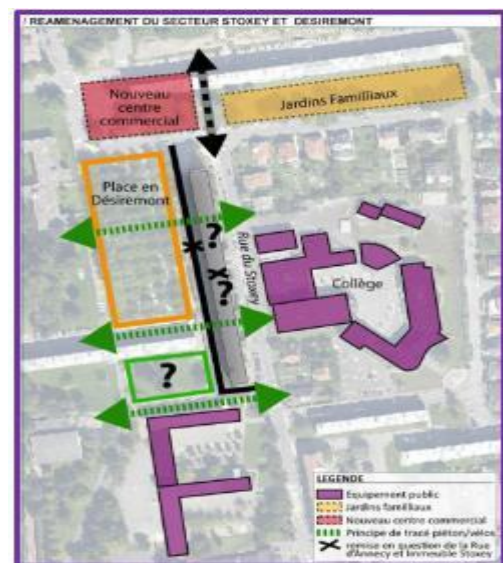 / REAMENAGEMENT DU SECTEUR STOXEY ET DESIREMONT
Nouveau
centre
commercial
Jardins Familliaux
Place en
Désiremont
?
?
Rue du Stoxey
Collège
?
LEGENDE
Equipement public
Jardins familliaux
Nouveau centre commercial
Principe de tracé piéton/vélos
remise en question de la Rue
d'Annecy et Immeuble Stoxey